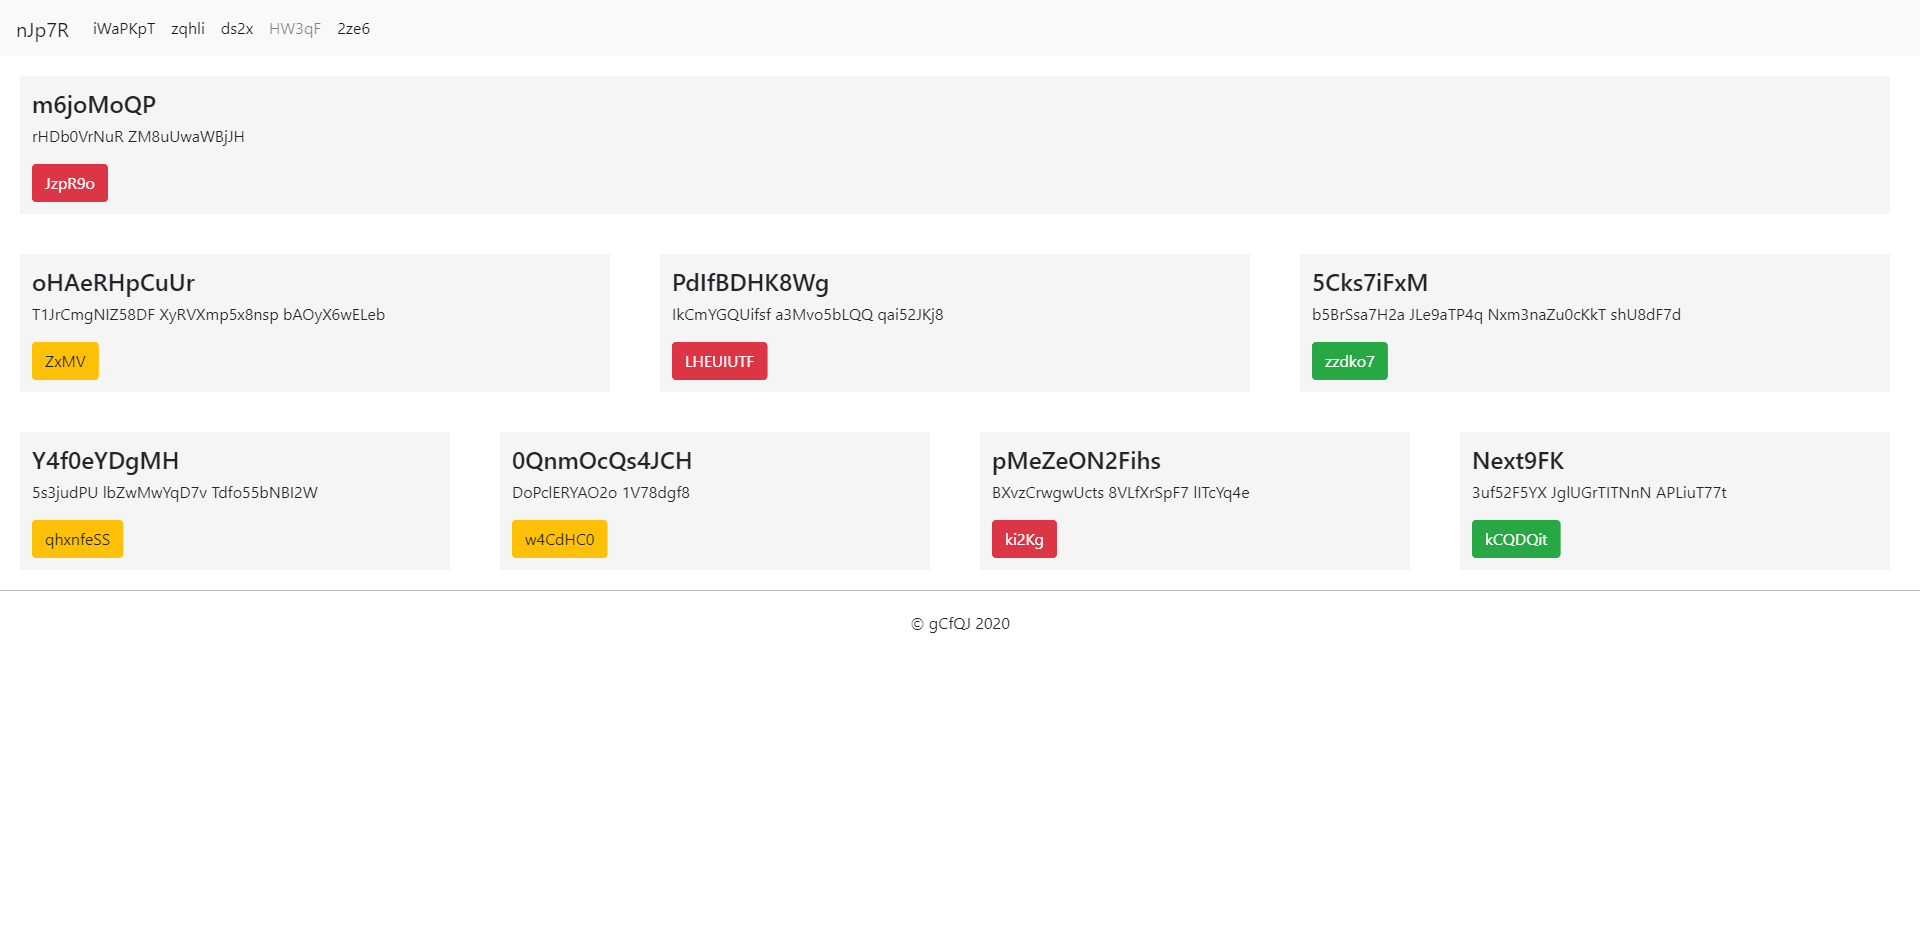 nJp7R iWaPKpT zqhli ds2x HW3qF 2ze6
m6joMoQP
rHDb0VrNuR ZM8uUwaWBjJH
JzpR9o
oHAeRHpCuUr
T1JrCmgNIZ58DF XyRVXmp5x8nsp bAOyX6wELeb
ZxMV
PdIfBDHK8Wg
IkCmYGQUifsf a3Mvo5bLQQ qai52JKj8
LHEUIUTF
5Cks7iFxM
b5BrSsa7H2a JLe9aTP4q Nxm3naZu0cKkT shU8dF7d
zzdko7
Y4f0eYDgMH
5s3judPU lbZwMwYqD7v Tdfo55bNBI2W
qhxnfeSS
0QnmOcQs4JCH
DoPclERYAO2o 1V78dgf8
w4CdHC0
pMeZeON2Fihs
BXvzCrwgwUcts 8VLfXrSpF7 lITcYq4e
ki2Kg
Next9FK
3uf52F5YX JglUGrTITNnN APLiuT77t
kCQDQit
© gCfQJ 2020